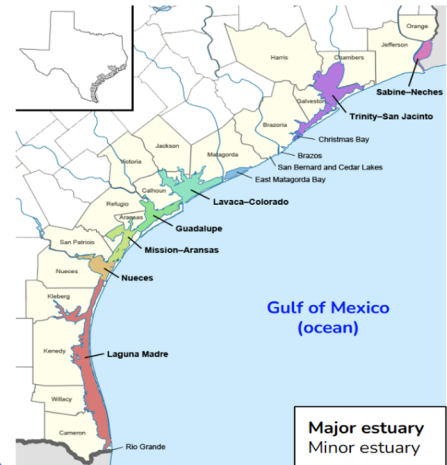 Orange
Jefferson
Harris
Chambers
Sabine–Neches
Galveston
Trinity–San Jacinto
Brazoria
Christmas Bay
Jackson
Matagorda
Brazos
Victoria
San Bernard and Cedar Lakes
East Matagorda Bay
Calhoun
Lavaca–Colorado
Refugio
Aransas
Guadalupe
San Patricio
Mission–Aransas
Nueces
Nueces
Kleberg
Gulf of Mexico
(ocean)
Kenedy
Laguna Madre
Willacy
Cameron
Rio Grande
Major estuary
Minor estuary